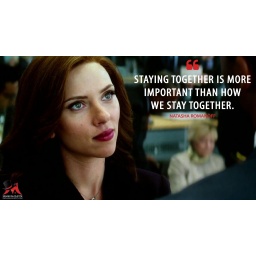 STAYING TOGETHER IS MORE
IMPORTANT THAN HOW
WE STAY TOGETHER.
NATASHA ROMANOFF